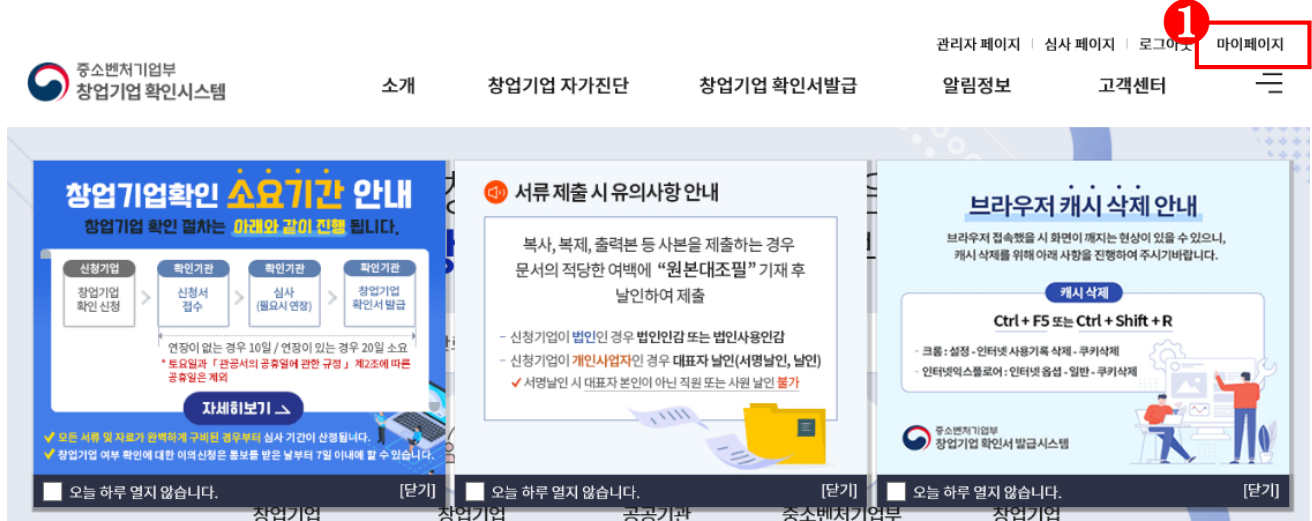 1
관리자 페이지 심사 페이지 로그아웃 마이페이지
중소벤처기업부
창업기업 확인시스템
소개 창업기업 자가진단 창업기업 확인서발급 알림정보 고객센터
창업기업확인 소요기간 안내
창업기업 확인 절차는 아래와 같이 진행 됩니다.
신청기업 확인기관 확인기관 확인기관
창업기업 확인 신청
신청서 접수
심사 (필요시 연장)
창업기업 확인서 발급
연장이 없는 경우 10일 / 연장이 있는 경우 20일 소요
* 토요일과 「관공서의 공휴일에 관한 규정」 제2조에 따른
공휴일은 제외
자세히보기
모든 서류 및 자료가 완벽하게 구비된 경우부터 심사 기간이 산정됩니다.
창업기업 여부 확인에 대한 이의신청은 통보를 받은 날부터 7일 이내에 할 수 있습니다.
오늘 하루 열지 않습니다. [닫기]
서류 제출 시 유의사항 안내
복사, 복제, 출력본 등 사본을 제출하는 경우
문서의 적당한 여백에 “원본대조필” 기재 후
날인하여 제출
- 신청기업이 법인인 경우 법인인감 또는 법인사용인감
- 신청기업이 개인사업자인 경우 대표자 날인(서명날인, 날인)
서명날인 시 대표자 본인이 아닌 직원 또는 사원 날인 불가
오늘 하루 열지 않습니다. [닫기]
브라우저 캐시 삭제 안내
브라우저 접속했을 시 화면이 깨지는 현상이 있을 수 있으니,
캐시 삭제를 위해 아래 사항을 진행하여 주시기바랍니다.
캐시 삭제
Ctrl + F5 또는 Ctrl + Shift + R
- 크롬 : 설정 - 인터넷 사용기록 삭제 - 쿠키삭제
- 인터넷익스플로어 : 인터넷 옵션 - 일반 - 쿠키삭제
중소벤처기업부
창업기업 확인서 발급시스템
오늘 하루 열지 않습니다. [닫기]
창업기업 창업기업 공공기관 중소벤처기업부 창업기업